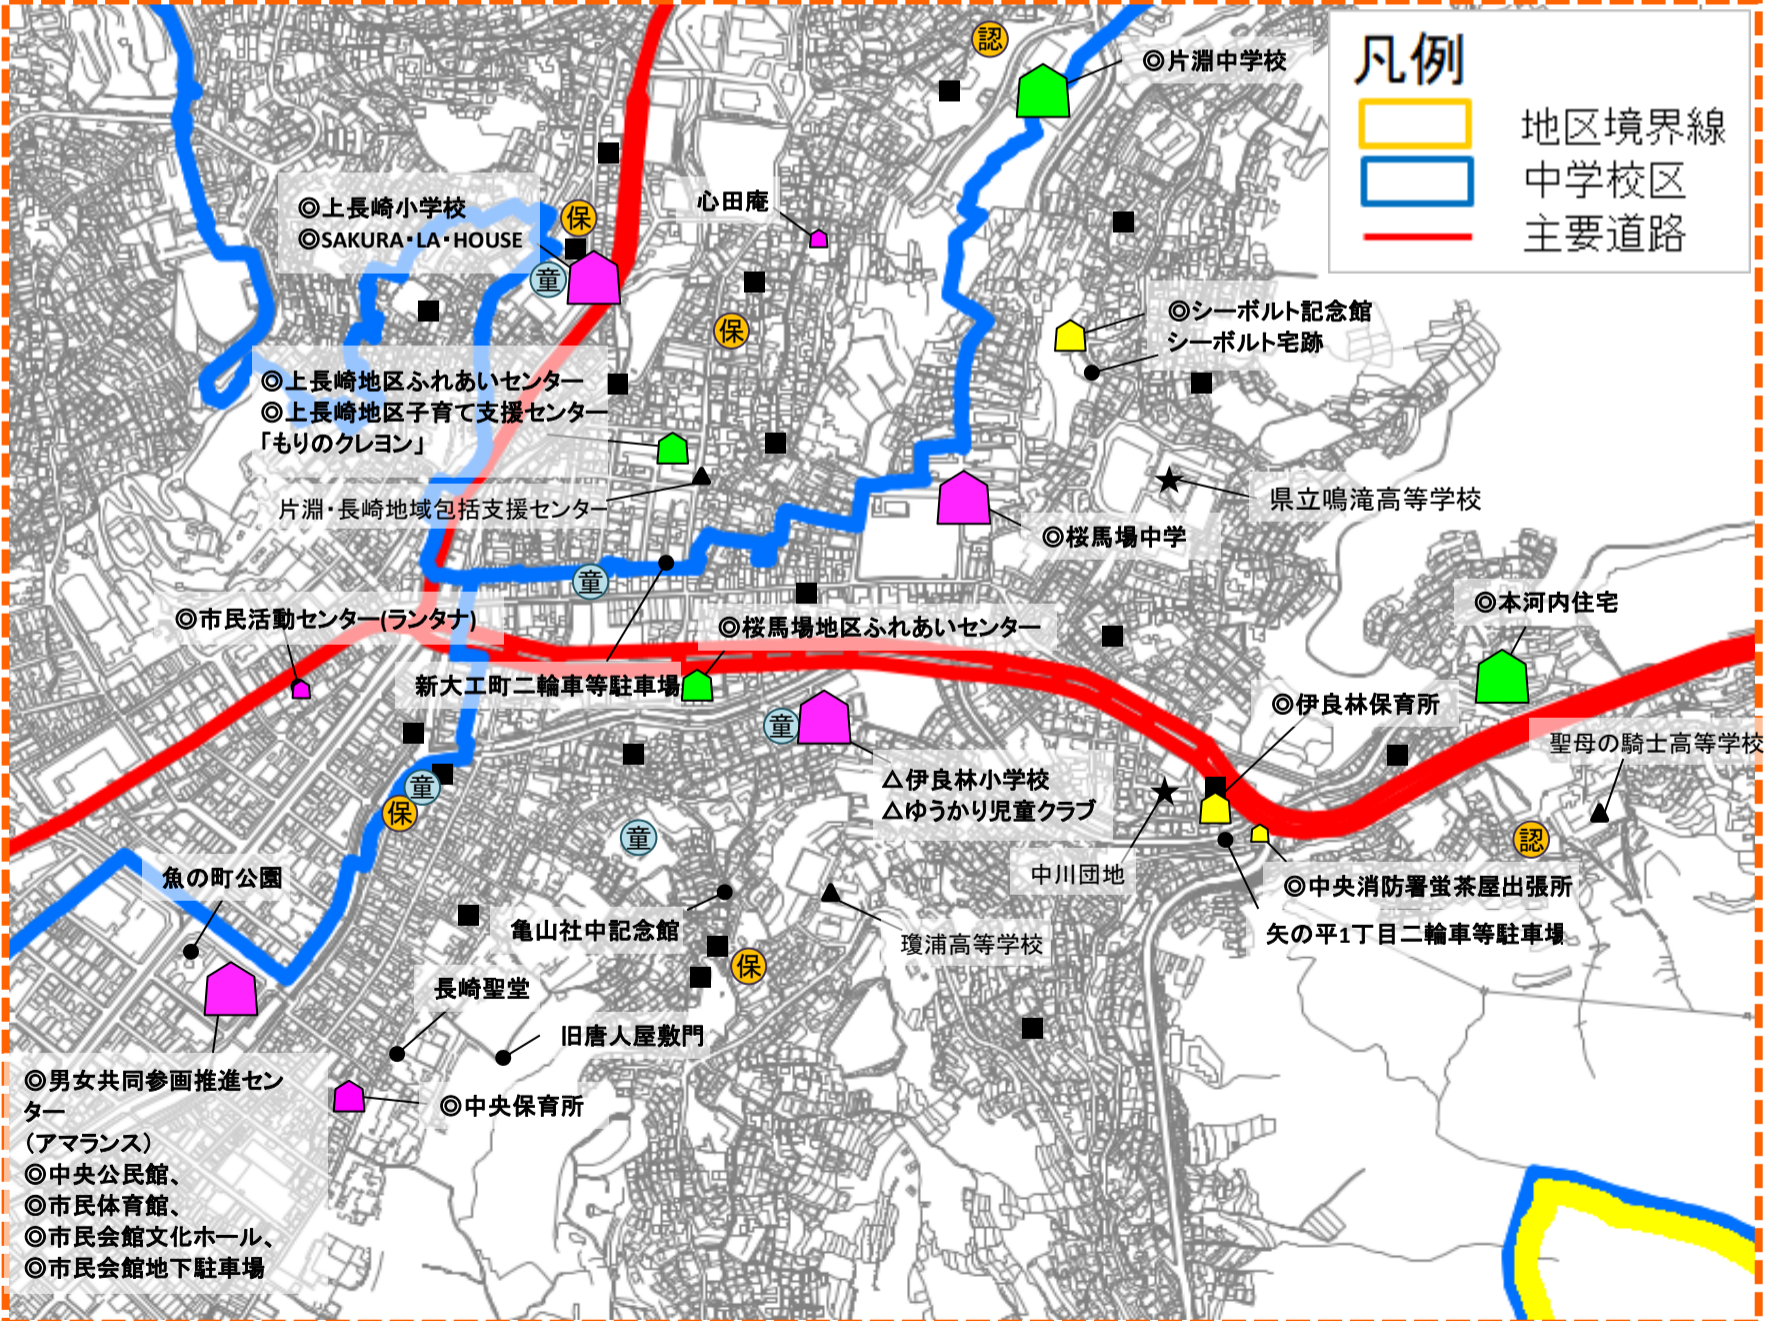 認
◎片淵中学校
凡例
地区境界線
中学校区
主要道路
◎上長崎小学校
◎SAKURA・LA・HOUSE
保
童
心田庵
保
◎シーボルト記念館
シーボルト宅跡
◎上長崎地区ふれあいセンター
◎上長崎地区子育て支援センター
「もりのクレヨン」
片淵・長崎地域包括支援センター
県立鳴滝高等学校
◎桜馬場中学
童
◎市民活動センター(ランタナ)
◎桜馬場地区ふれあいセンター
◎本河内住宅
新大工町二輪車等駐車場
童
◎伊良林保育所
聖母の騎士高等学校
△伊良林小学校
△ゆうかり児童クラブ
童
保
童
認
中川団地
◎中央消防署蛍茶屋出張所
矢の平1丁目二輪車等駐車場
魚の町公園
亀山社中記念館
瓊浦高等学校
保
長崎聖堂
旧唐人屋敷門
◎中央保育所
◎男女共同参画推進セン
ター
（アマランス）
◎中央公民館、
◎市民体育館、
◎市民会館文化ホール、
◎市民会館地下駐車場